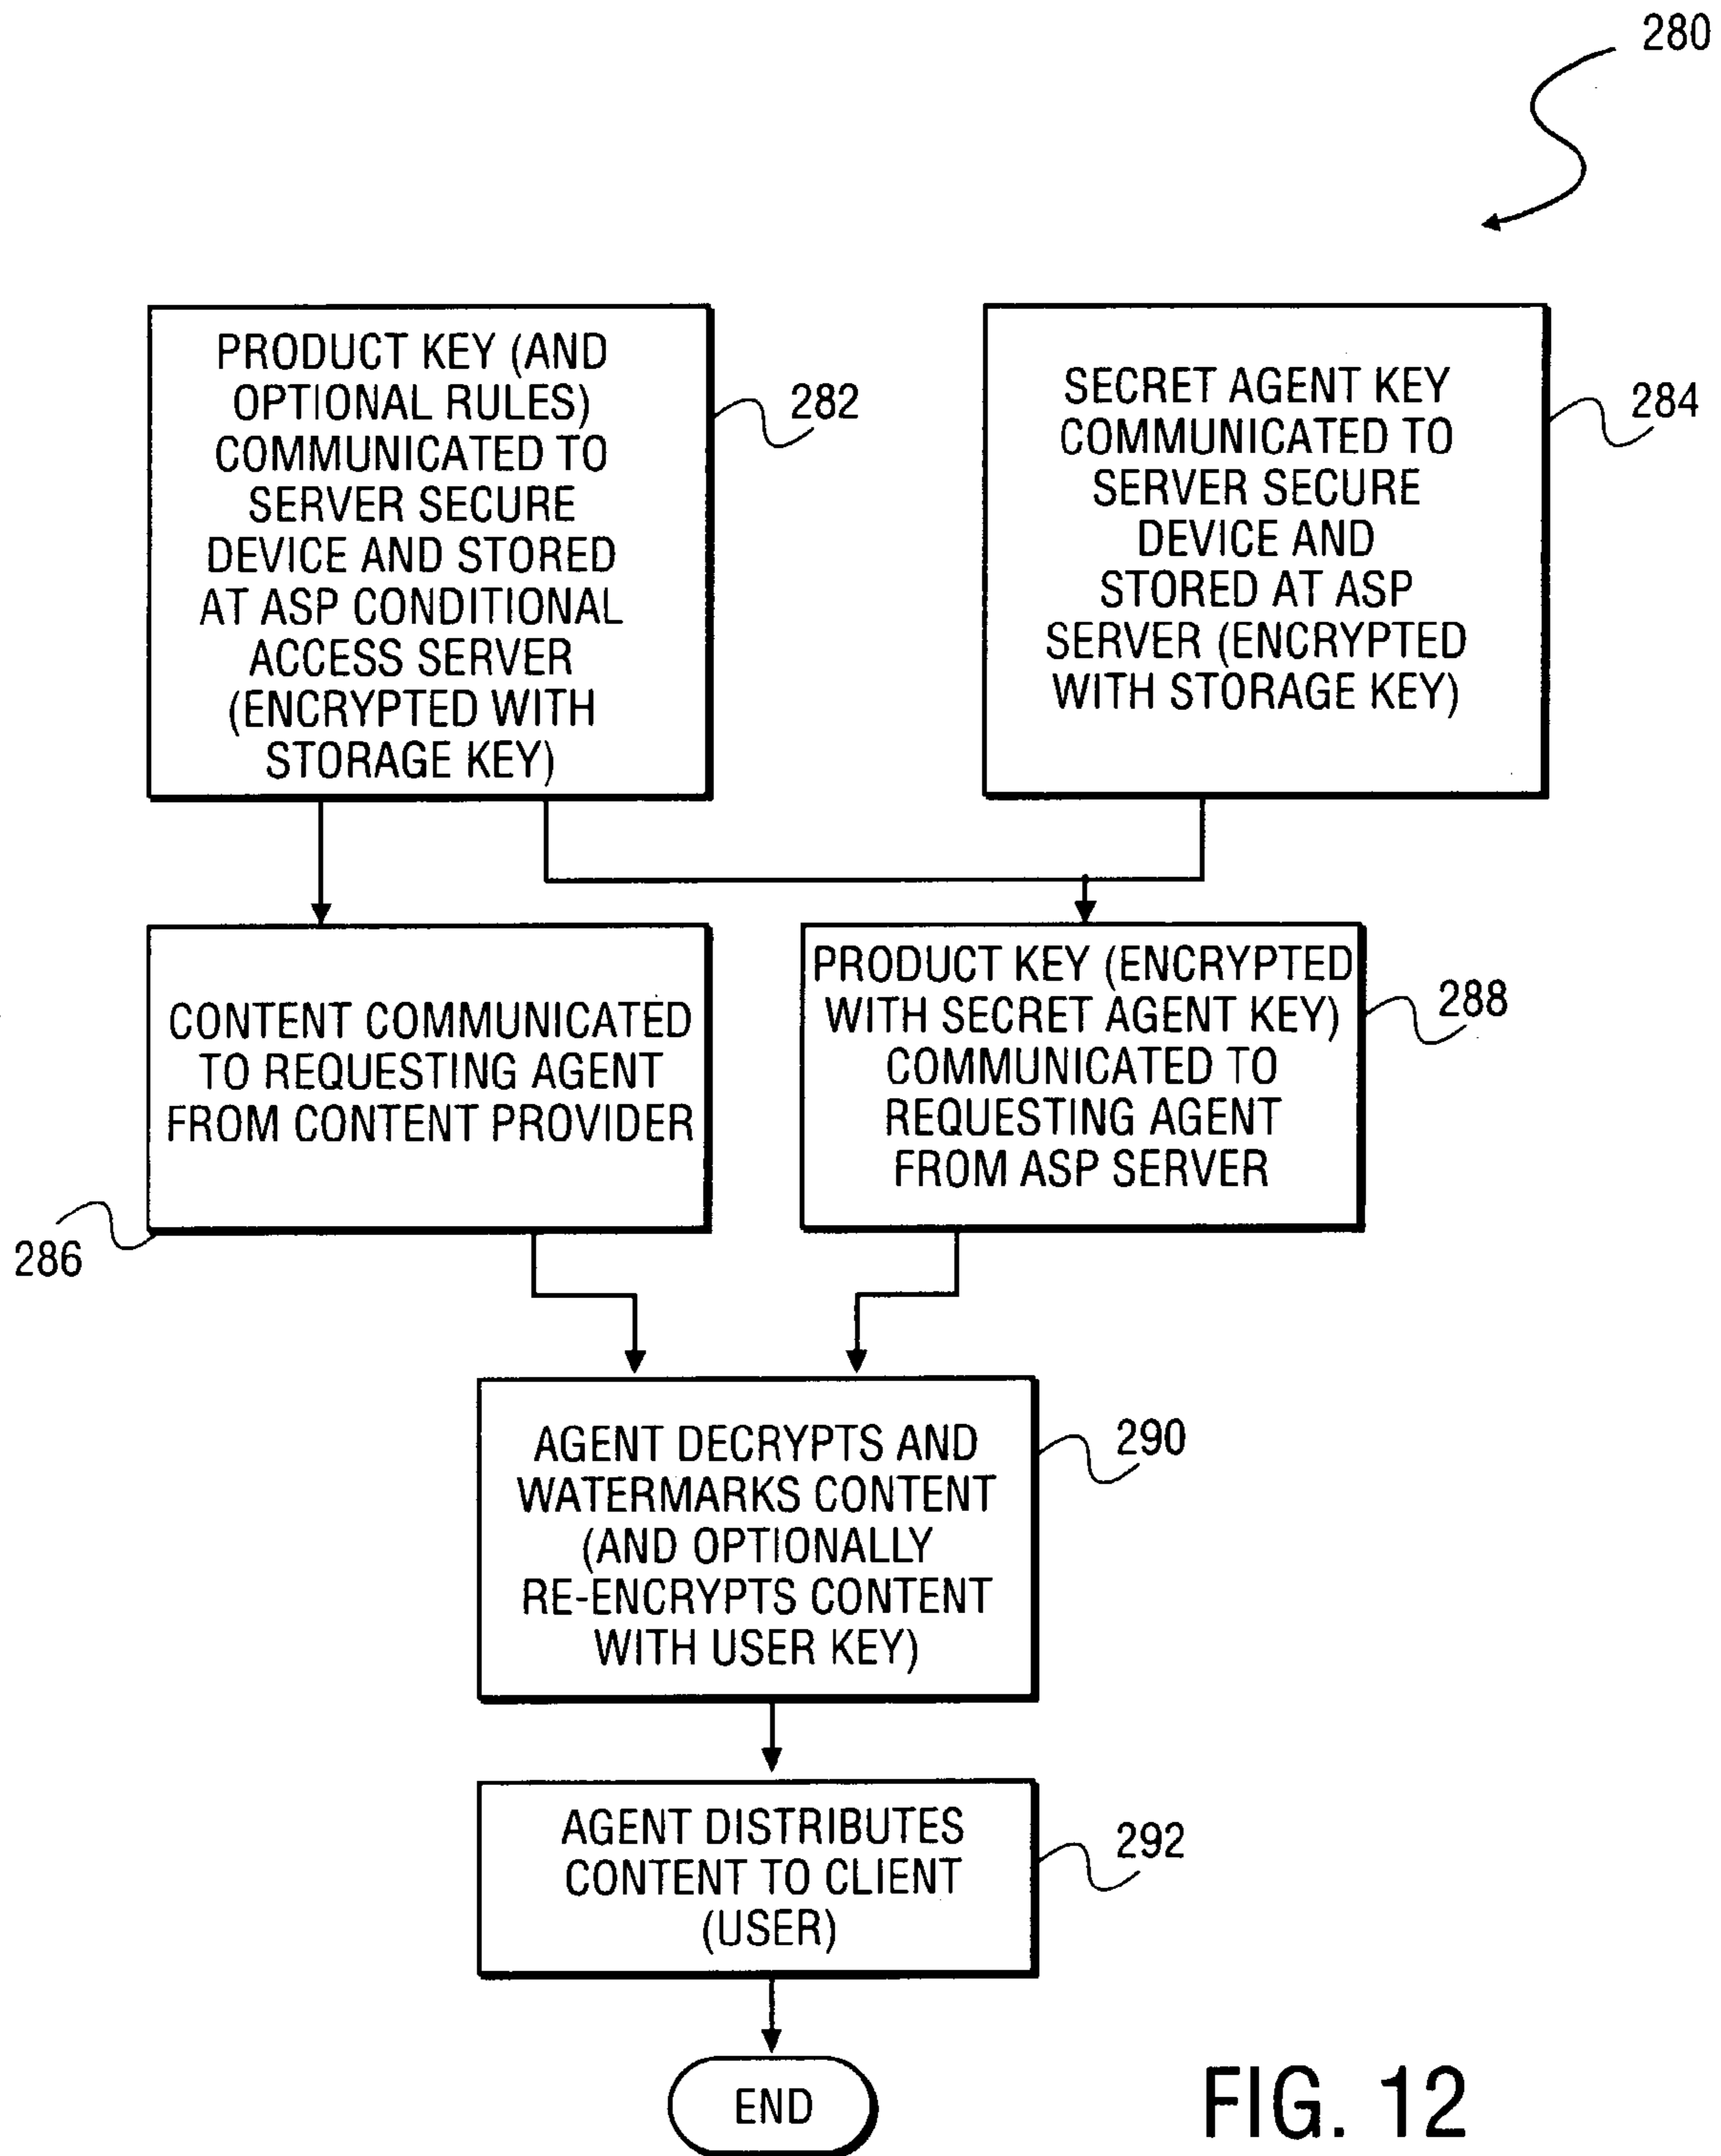 280
PRODUCT KEY (AND
OPTIONAL RULES)
COMMUNICATED TO
SERVER SECURE
DEVICE AND STORED
AT ASP CONDITIONAL
ACCESS SERVER
(ENCRYPTED WITH
STORAGE KEY)
282
SECRET AGENT KEY
COMMUNICATED TO
SERVER SECURE
DEVICE AND
STORED AT ASP
SERVER (ENCRYPTED
WITH STORAGE KEY)
284
CONTENT COMMUNICATED
TO REQUESTING AGENT
FROM CONTENT PROVIDER
286
PRODUCT KEY (ENCRYPTED
WITH SECRET AGENT KEY)
COMMUNICATED TO
REQUESTING AGENT
FROM ASP SERVER
288
AGENT DECRYPTS AND
WATERMARKS CONTENT
(AND OPTIONALLY
RE-ENCRYPTS CONTENT
WITH USER KEY)
290
AGENT DISTRIBUTES
CONTENT TO CLIENT
(USER)
292
END
FIG. 12